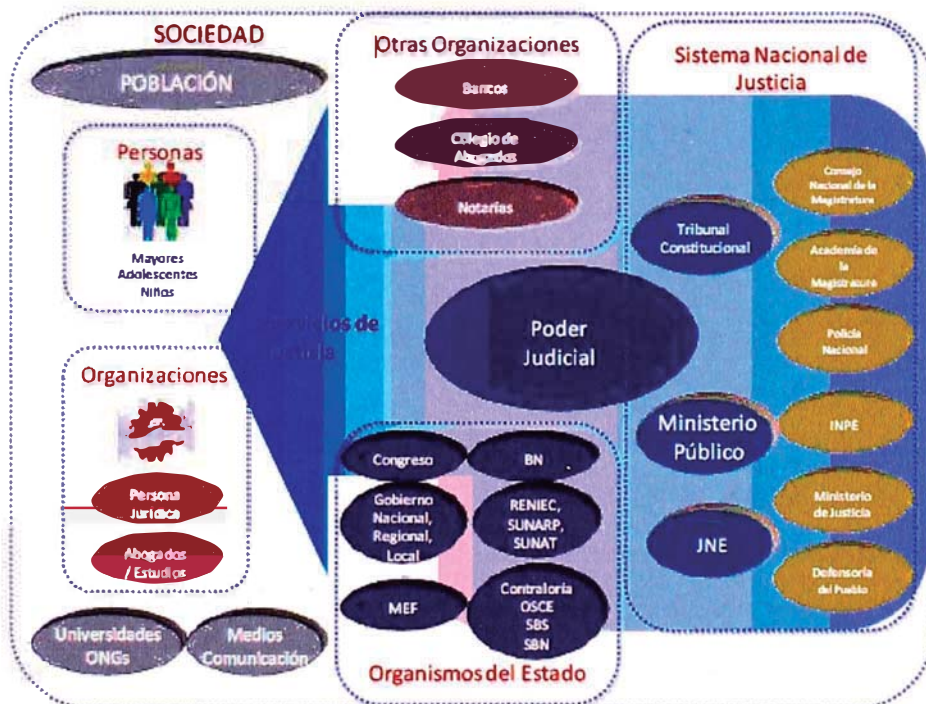 SOCIEDAD
POBLACIÓN
Personas
Mayores
Adolescentes
Niños
Organizaciones
Persona
Jurídica
Abogados
/ Estudios
Universidades
ONGs
Medios
Comunicación
Otras Organizaciones
Bancos
Colegio de
Abogados
Notarías
de
Poder
Judicial
Congreso
BN
Gobierno
Nacional,
Regional,
Local
RENIEC,
SUNARP,
SUNAT
MEF
Contraloría
OSCE
SBS
SBN
Organismos del Estado
Sistema Nacional de
Justicia
Tribunal
Constitucional
Ministerio
Público
JNE
Consejo
Nacional de la
Magistratura
Academia de
la
Magistratura
Policía
Nacional
INPE
Ministerio
de Justicia
Defensoría
del Pueblo